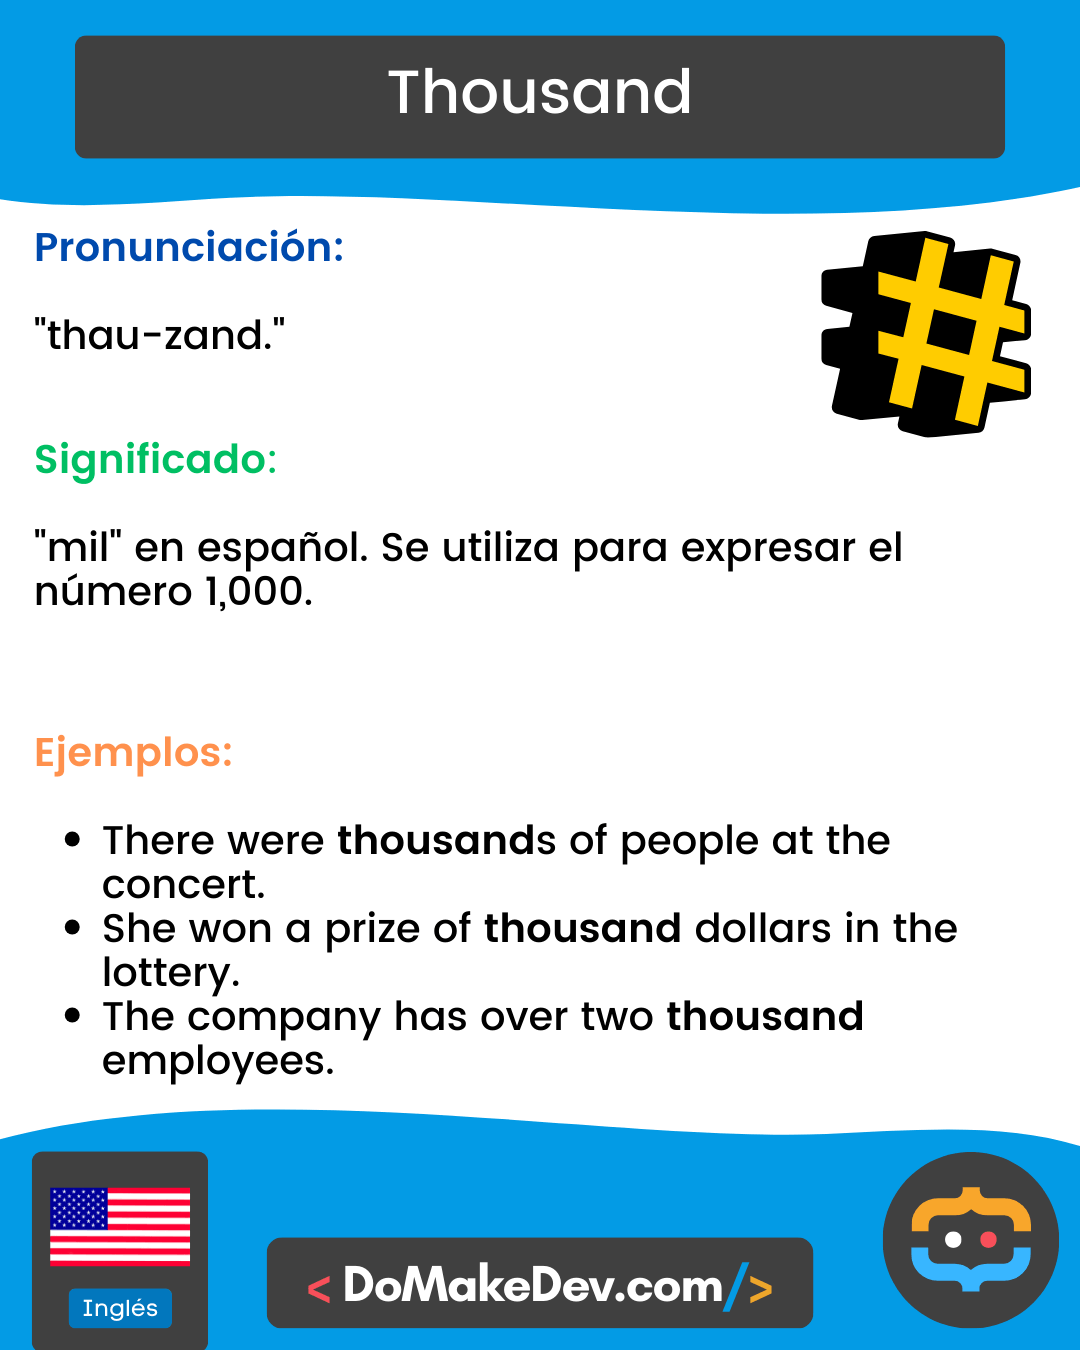 Thousand
Pronunciación:
"thau-zand."
Significado:
"mil" en español. Se utiliza para expresar el
número 1,000.
Ejemplos:
• There were thousands of people at the
concert.
• She won a prize of thousand dollars in the
lottery.
• The company has over two thousand
employees.
Inglés
< DoMakeDev.com/>